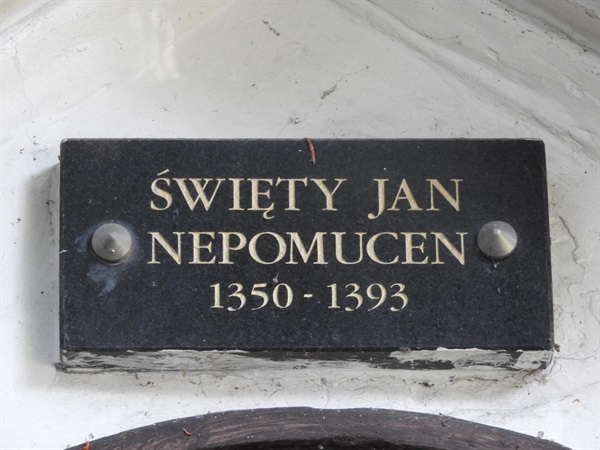 ŚWIĘTY JAN
NEPOMUCEN
1350 - 1393